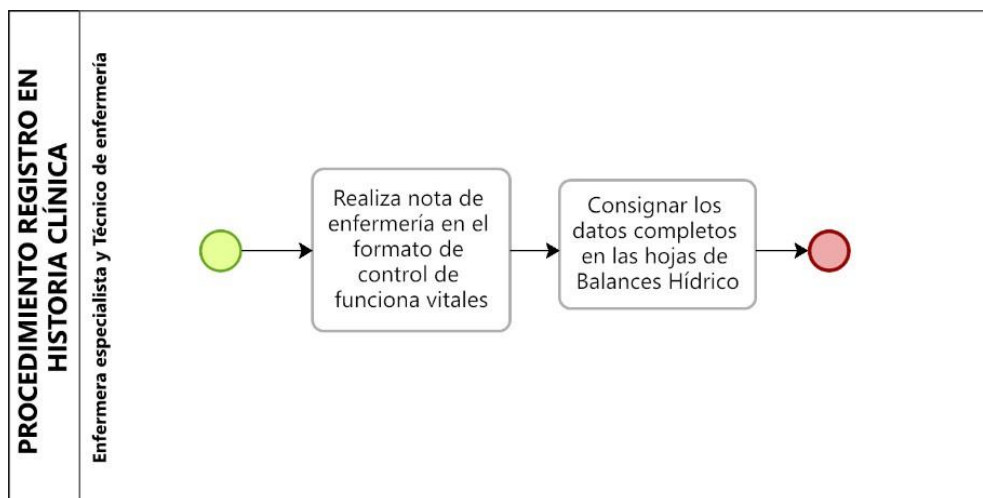 PROCEDIMIENTO REGISTRO EN
HISTORIA CLÍNICA
Enfermera especialista y Técnico de enfermería
Realiza nota de
enfermería en el
formato de
control de
funciona vitales
Consignar los
datos completos
en las hojas de
Balances Hídrico